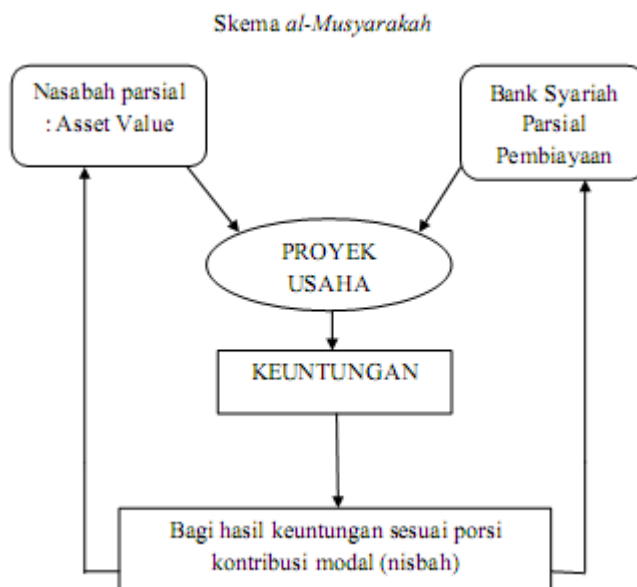 Skema al-Musyarakah
Nasabah parsial
: Asset Value
Bank Syariah
Parsial
Pembiayaan
PROYEK
USAHA
KEUNTUNGAN
Bagi hasil keuntungan sesuai porsi
kontribusi modal (nisbah)